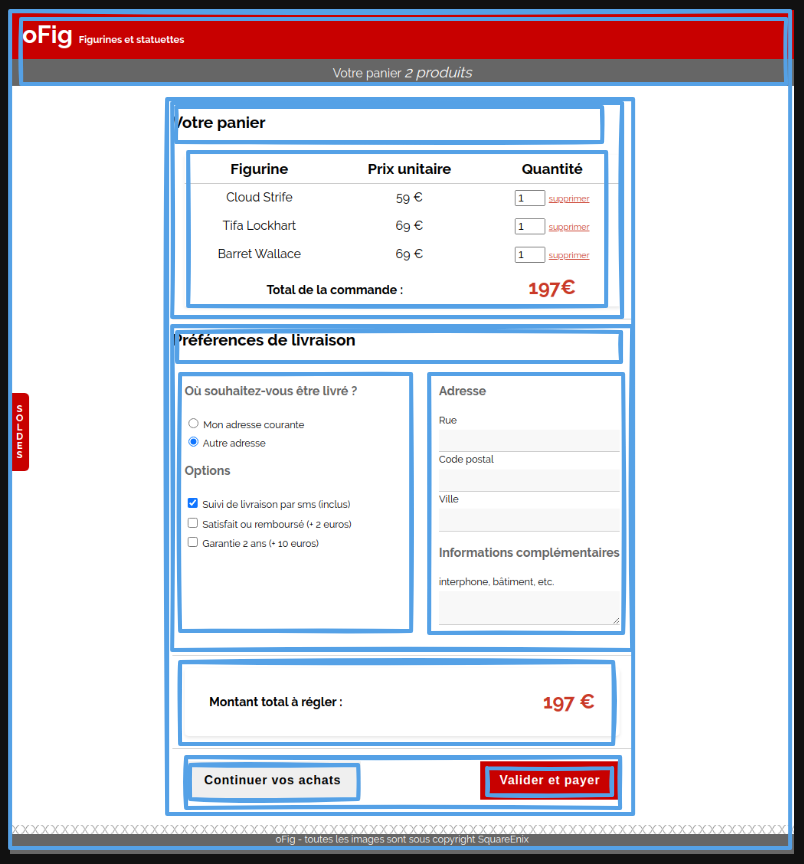 oFig Figurines et statuettes
Votre panier 2 produits
Votre panier
Figurine Prix unitaire Quantité
Cloud Strife 59 € 1 supprimer
Tifa Lockhart 69 € 1 supprimer
Barret Wallace 69 € 1 supprimer
Total de la commande : 197€
Préférences de livraison
SOLDES
Où souhaitez-vous être livré ?
Mon adresse courante
Autre adresse
Options
Suivi de livraison par sms (inclus)
Satisfait ou remboursé (+ 2 euros)
Garantie 2 ans (+ 10 euros)
Adresse
Rue
Code postal
Ville
Informations complémentaires
interphone, bâtiment, etc.
Montant total à régler : 197 €
Continuer vos achats Valider et payer
oFig - toutes les images sont sous copyright SquareEnix